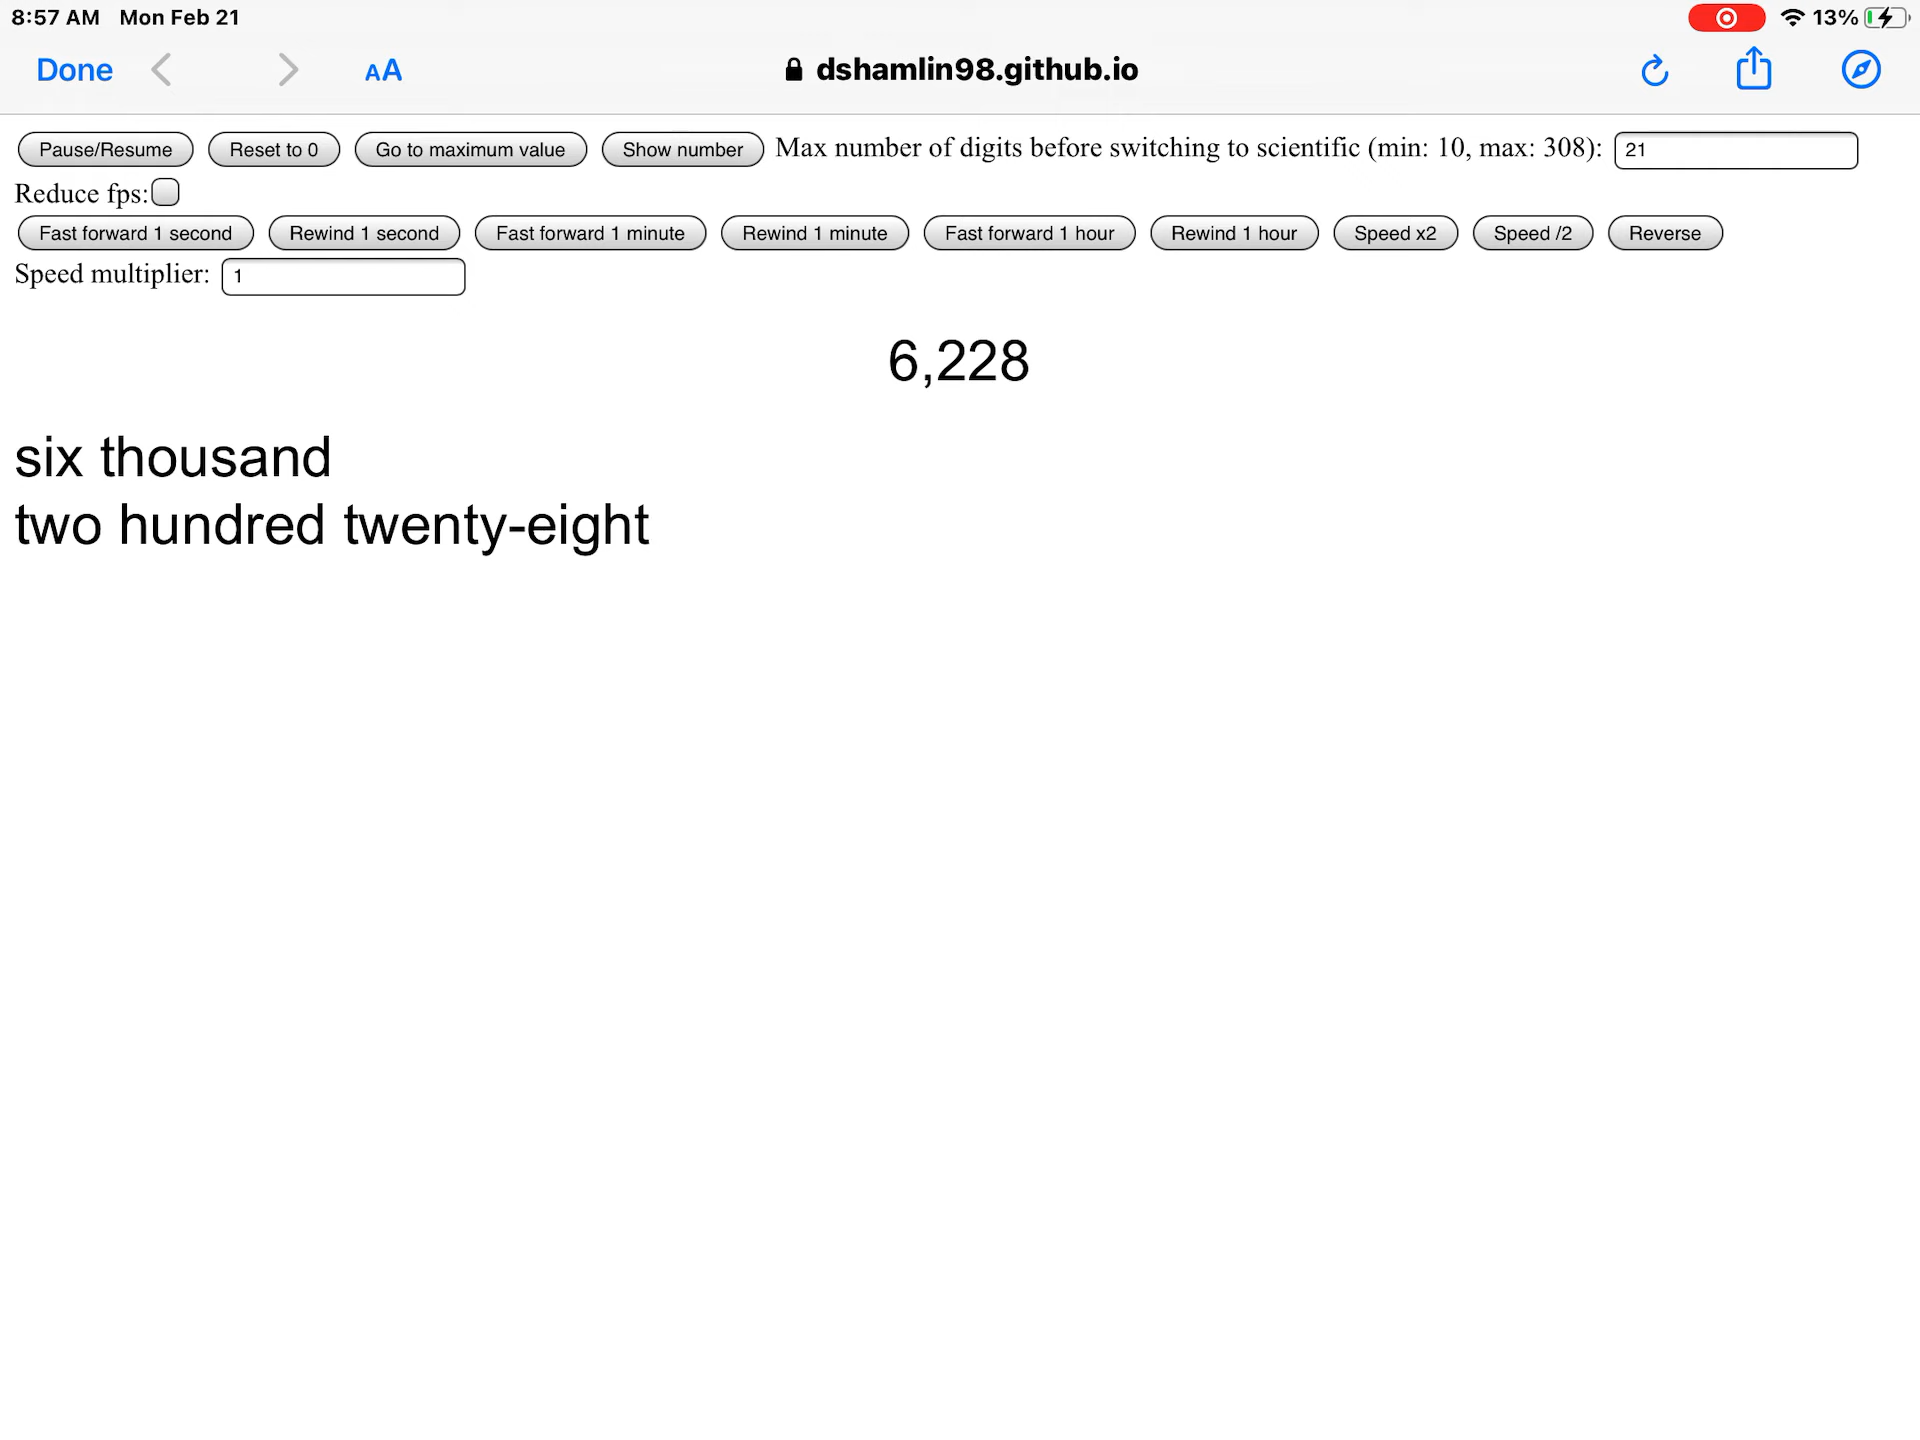 8:57 AM Mon Feb 21 13%
Done AA dshamlin98.github.io
Pause/Resume Reset to 0 Go to maximum value Show number Max number of digits before switching to scientific (min: 10, max: 308): 21
Reduce fps:
Fast forward 1 second Rewind 1 second Fast forward 1 minute Rewind 1 minute Fast forward 1 hour Rewind 1 hour Speed x2 Speed /2 Reverse
Speed multiplier: 1
6,228
six thousand
two hundred twenty-eight